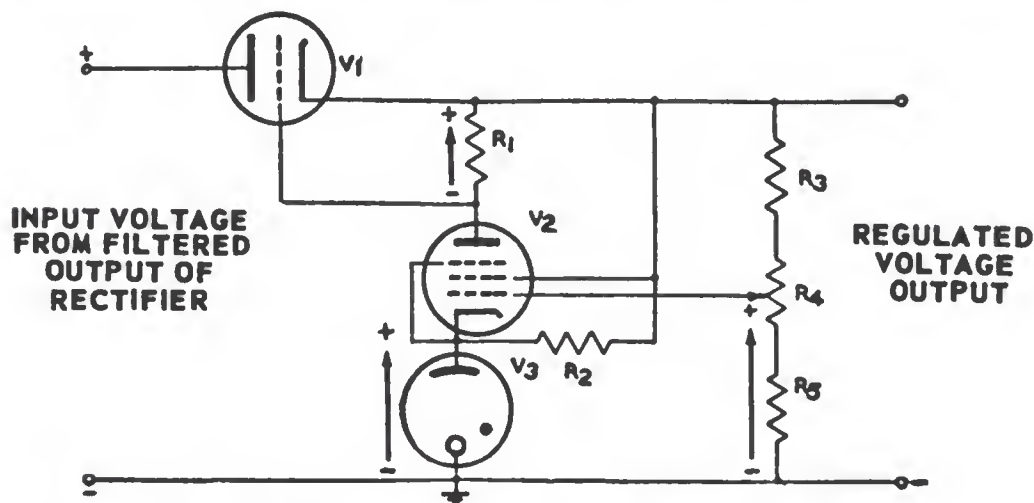 +
V1
+
R1
-
INPUT VOLTAGE
FROM FILTERED
OUTPUT OF
RECTIFIER
V2
R3
REGULATED
VOLTAGE
OUTPUT
R4
+
+
V3
R2
R5
-
-
-
-